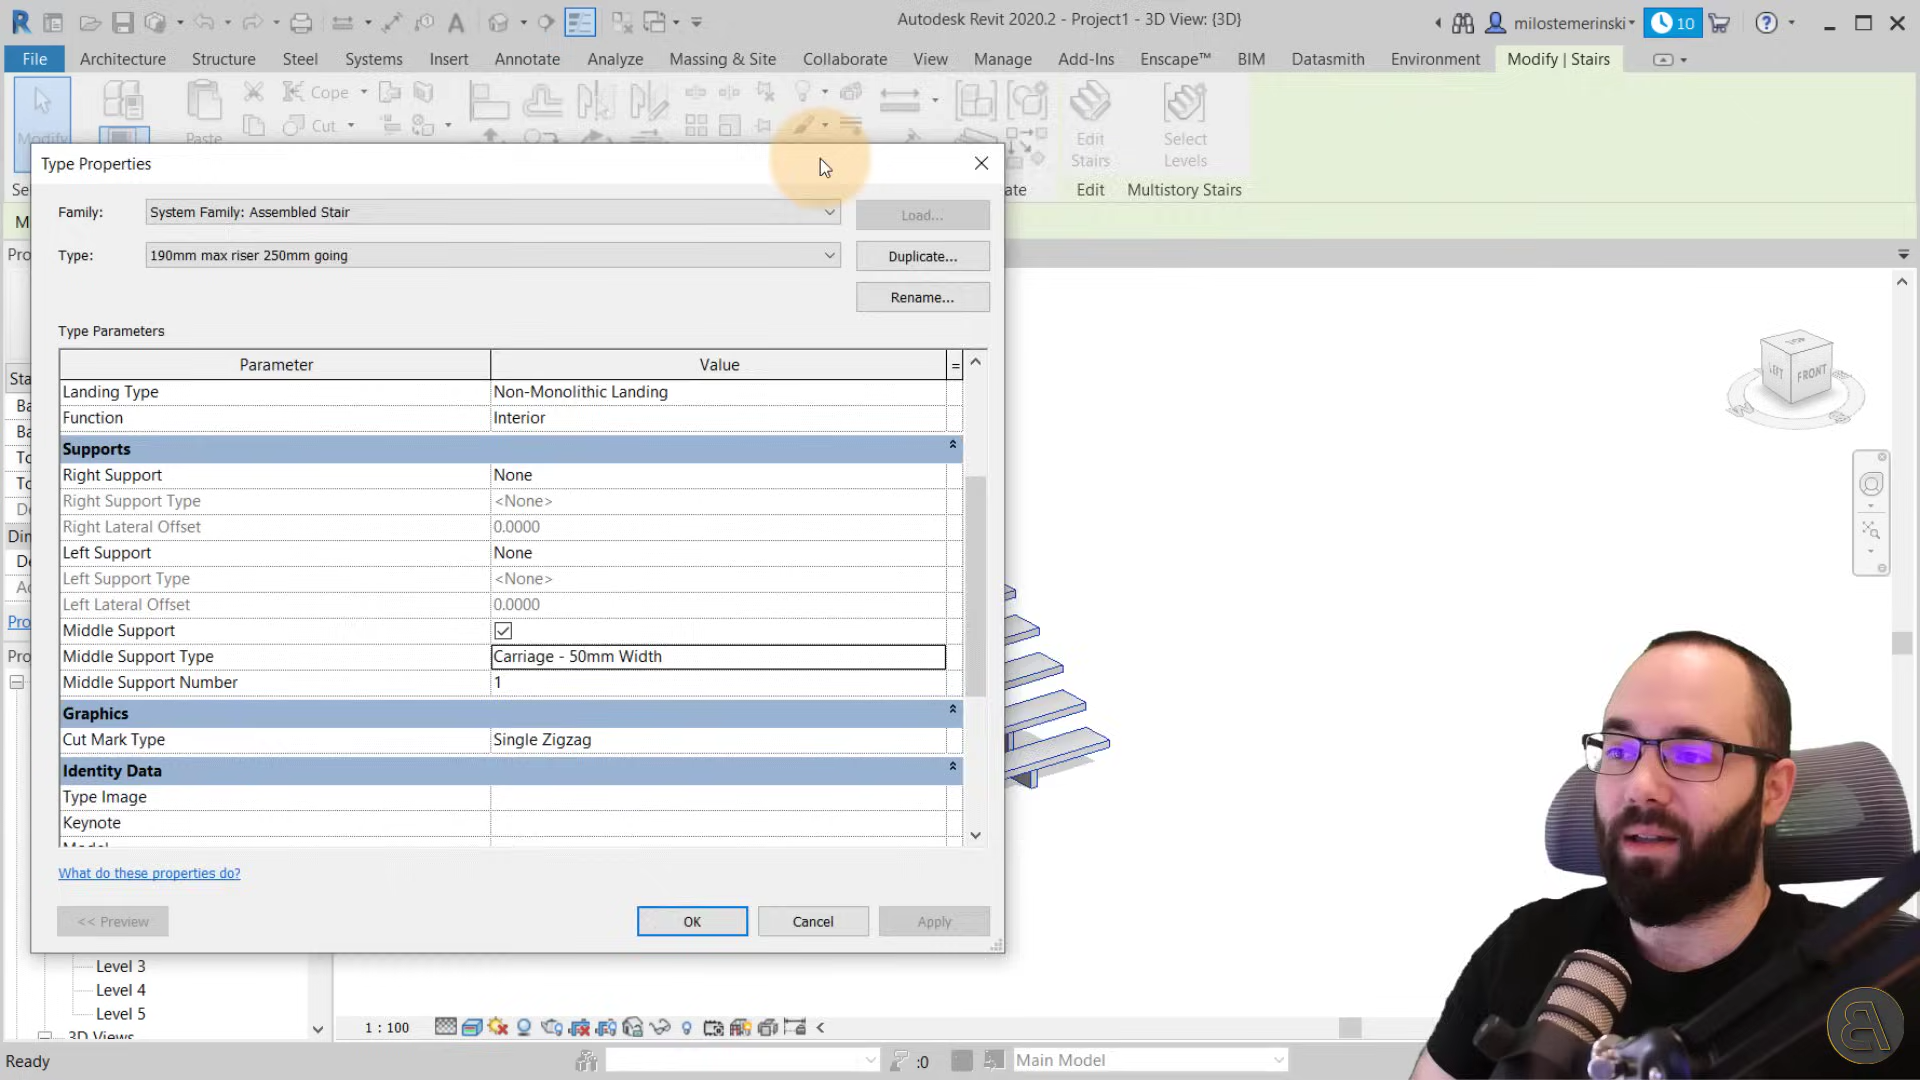 Autodesk Revit 2020.2 - Project1 - 3D View: {3D}
milostemerinski
10
File
Architecture
Structure
Steel
Systems
Insert
Annotate
Analyze
Massing & Site
Collaborate
View
Manage
Add-Ins
Enscape™
BIM
Datasmith
Environment
Modify | Stairs
Modify
Paste
Cope
Cut
Edit
Stairs
Select
Levels
Edit
Multistory Stairs
Type Properties
Family:
System Family: Assembled Stair
Load...
Type:
190mm max riser 250mm going
Duplicate...
Rename...
Type Parameters
Parameter
Value
=
Landing Type
Non-Monolithic Landing
Function
Interior
Supports
Right Support
None
Right Support Type
<None>
Right Lateral Offset
0.0000
Left Support
None
Left Support Type
<None>
Left Lateral Offset
0.0000
Middle Support
Middle Support Type
Carriage - 50mm Width
Middle Support Number
1
Graphics
Cut Mark Type
Single Zigzag
Identity Data
Type Image
Keynote
Model
What do these properties do?
<< Preview
OK
Cancel
Apply
TOP
LEFT
FRONT
Level 3
Level 4
Level 5
3D Views
1 : 100
Ready
:0
Main Model